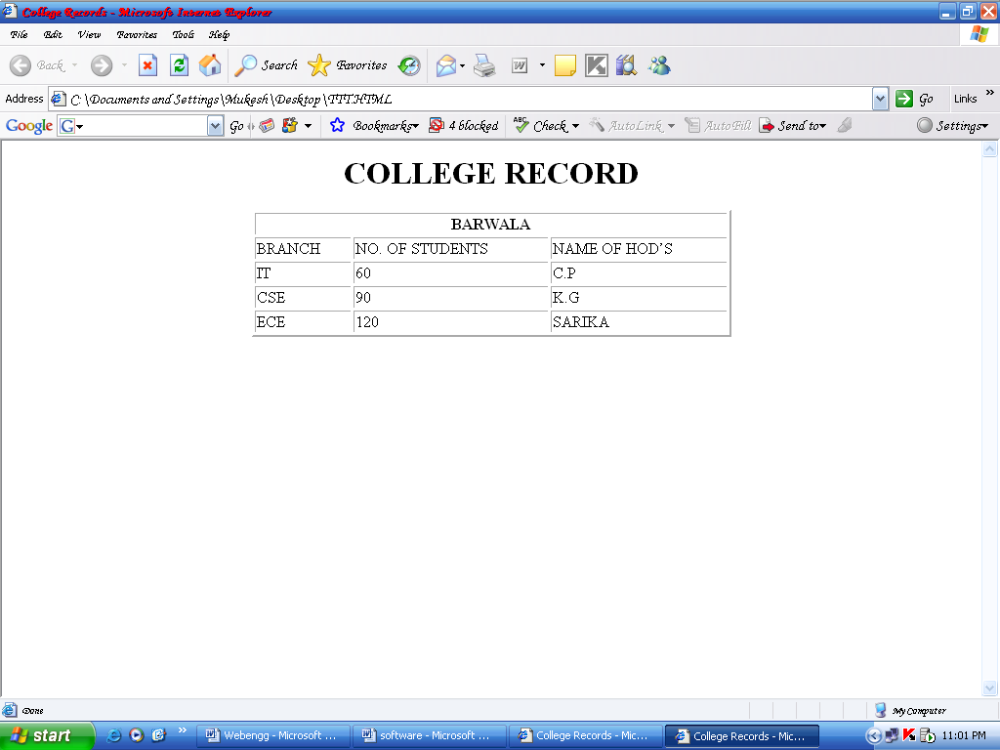 College Records - Microsoft Internet Explorer
File Edit View Favorites Tools Help
Back Search Favorites
Address C:\Documents and Settings\Mukesh\Desktop\TTT.HTML Go Links »
Google G Go Bookmarks 4 blocked ABC Check AutoLink AutoFill Send to Settings
COLLEGE RECORD
BARWALA
BRANCH NO. OF STUDENTS NAME OF HOD'S
IT 60 C.P
CSE 90 K.G
ECE 120 SARIKA
Done My Computer
start » Webengg - Microsoft ... software - Microsoft ... College Records - Mic... College Records - Mic... 11:01 PM